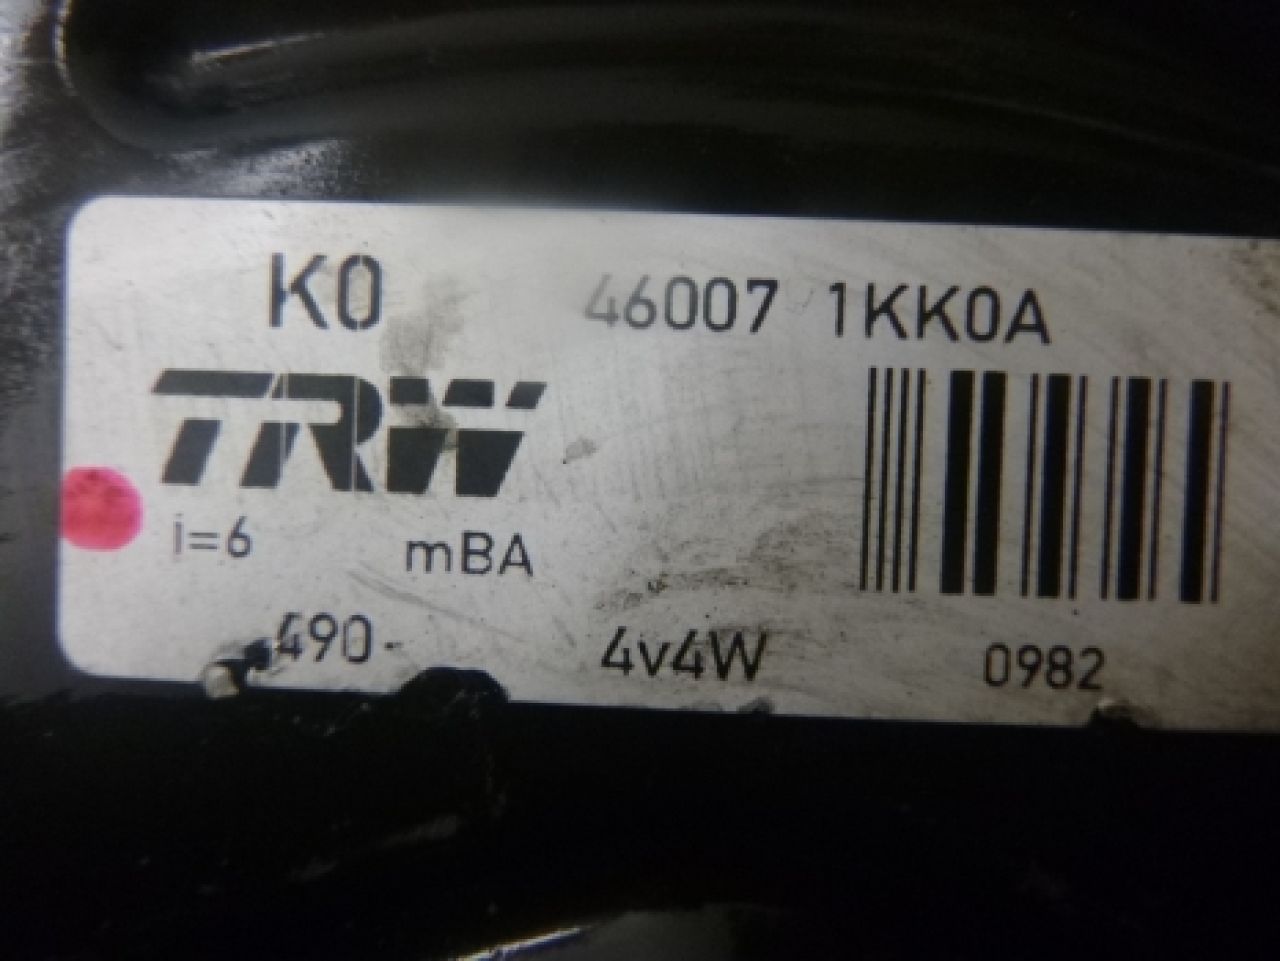 K0 46007 1KK0A
TRW
i=6 mBA
490- 4v4W 0982